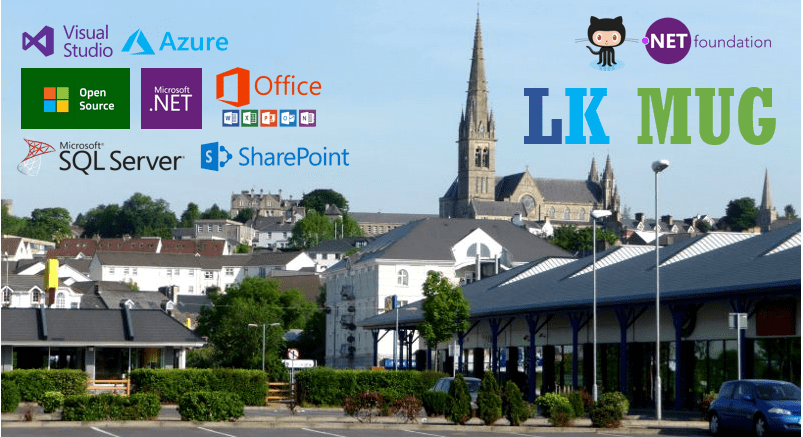 Visual
Studio
Azure
Open
Source
Microsoft
.NET
Office
W X P O N
Microsoft®
SQL Server®
S
SharePoint
.NET foundation
LK MUG